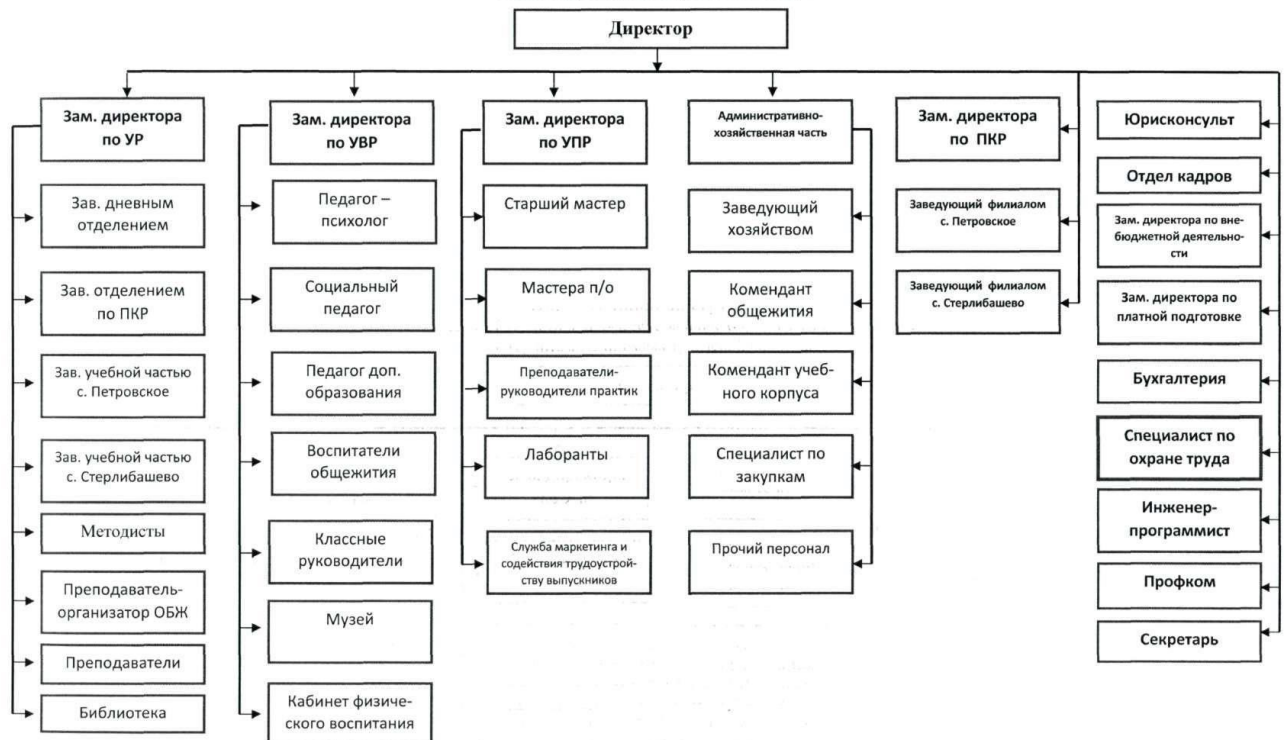 Директор
Зам. директора
по УР
Зав. дневным
отделением
Зав. отделением
по ПКР
Зав. учебной частью
с. Петровское
Зав. учебной частью
с. Стерлибашево
Методисты
Преподаватель-
организатор ОБЖ
Преподаватели
Библиотека
Зам. директора
по УВР
Педагог –
психолог
Социальный
педагог
Педагог доп.
образования
Воспитатели
общежития
Классные
руководители
Музей
Кабинет физиче-
ского воспитания
Зам. директора
по УПР
Старший мастер
Мастера п/о
Преподаватели-
руководители практик
Лаборанты
Служба маркетинга и
содействия трудоустрой-
ству выпускников
Административно-
хозяйственная часть
Заведующий
хозяйством
Комендант
общежития
Комендант учеб-
ного корпуса
Специалист по
закупкам
Прочий персонал
Зам. директора
по ПКР
Заведующий филиалом
с. Петровское
Заведующий филиалом
с. Стерлибашево
Юрисконсульт
Отдел кадров
Зам. директора по вне-
бюджетной деятельно-
сти
Зам. директора по
платной подготовке
Бухгалтерия
Специалист по
охране труда
Инженер-
программист
Профком
Секретарь